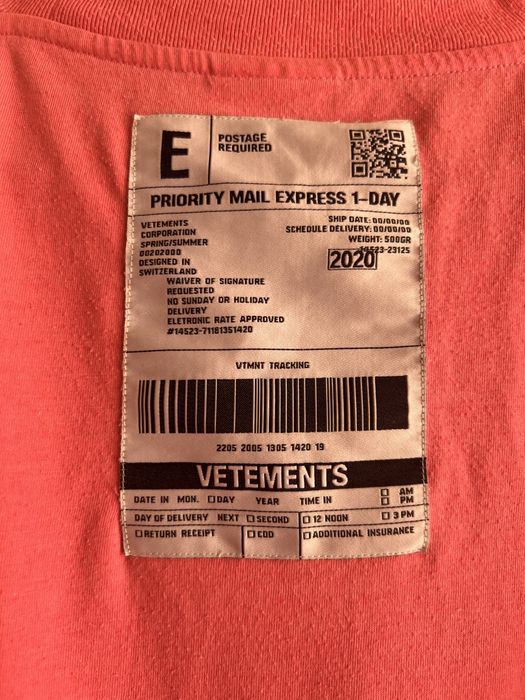 E
POSTAGE
REQUIRED
PRIORITY MAIL EXPRESS 1-DAY
VETEMENTS
CORPORATION
SPRING/SUMMER
00202000
DESIGNED IN
SWITZERLAND
SHIP DATE: 00/00/00
SCHEDULE DELIVERY: 00/00/00
WEIGHT: 500GR
14523-23125
2020
WAIVER OF SIGNATURE
REQUESTED
NO SUNDAY OR HOLIDAY
DELIVERY
ELETRONIC RATE APPROVED
#14523-71181351420
VTMNT TRACKING
2205 2005 1305 1420 19
VETEMENTS
DATE IN MON. DAY YEAR TIME IN AM PM
DAY OF DELIVERY NEXT SECOND 12 NOON 3 PM
RETURN RECEIPT COD ADDITIONAL INSURANCE